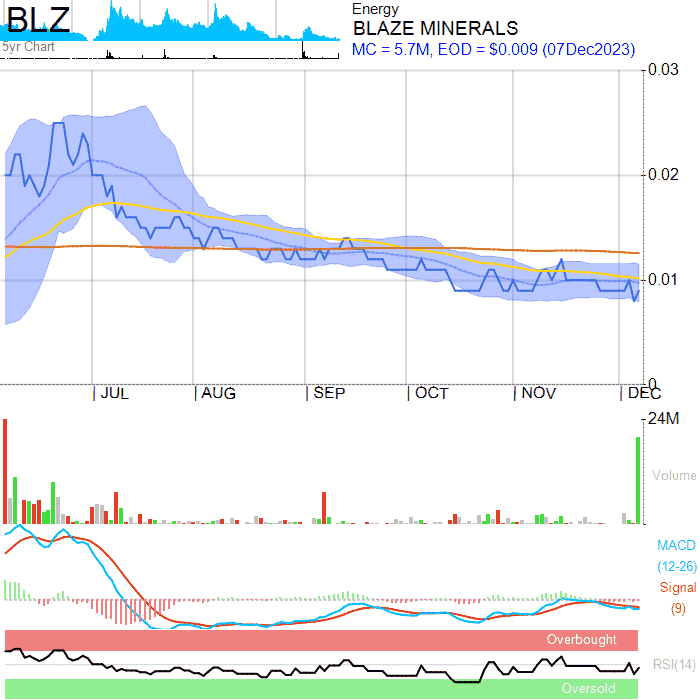 BLZ
5yr Chart
Energy
BLAZE MINERALS
MC = 5.7M, EOD = $0.009 (07Dec2023)
0.03
0.02
0.01
0
JUL AUG SEP OCT NOV DEC
24M
Volume
MACD
(12-26)
Signal
(9)
Overbought
RSI(14)
Oversold